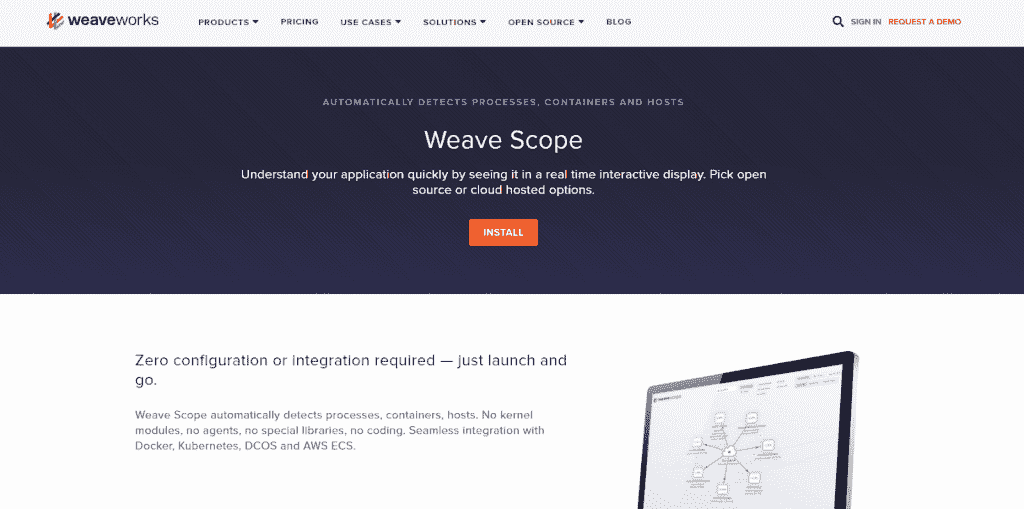 weaveworks
PRODUCTS PRICING USE CASES SOLUTIONS OPEN SOURCE BLOG SIGN IN REQUEST A DEMO
AUTOMATICALLY DETECTS PROCESSES, CONTAINERS AND HOSTS
Weave Scope
Understand your application quickly by seeing it in a real time interactive display. Pick open
source or cloud hosted options.
INSTALL
Zero configuration or integration required — just launch and
go.
Weave Scope automatically detects processes, containers, hosts. No kernel
modules, no agents, no special libraries, no coding. Seamless integration with
Docker, Kubernetes, DCOS and AWS ECS.